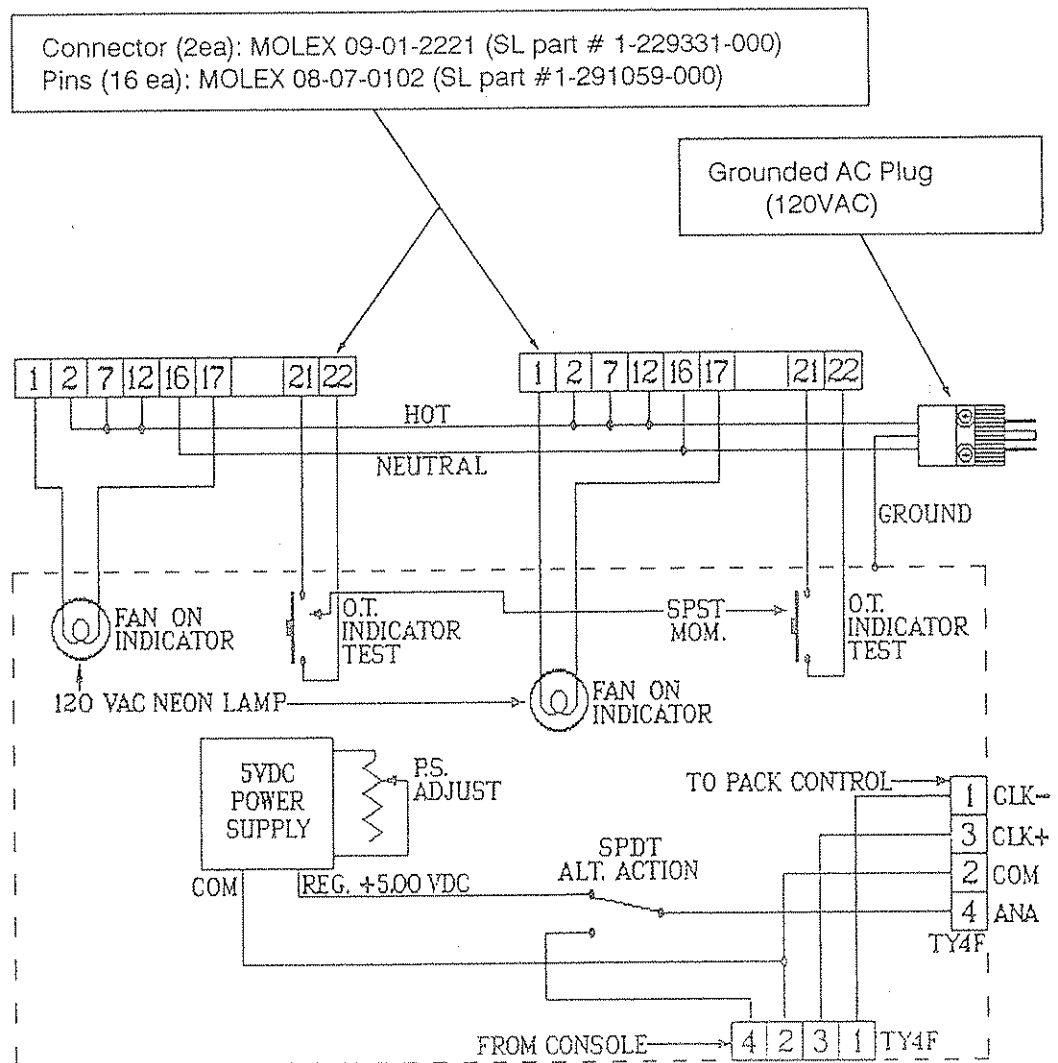 Connector (2ea): MOLEX 09-01-2221 (SL part # 1-229331-000)
Pins (16 ea): MOLEX 08-07-0102 (SL part #1-291059-000)
Grounded AC Plug
(120VAC)
1 2 7 12 16 17 21 22
1 2 7 12 16 17 21 22
HOT
NEUTRAL
GROUND
FAN ON
INDICATOR
O.T.
INDICATOR
TEST
SPST
MOM.
O.T.
INDICATOR
TEST
120 VAC NEON LAMP
FAN ON
INDICATOR
5VDC
POWER
SUPPLY
P.S.
ADJUST
TO PACK CONTROL
1 CLK-
3 CLK+
2 COM
4 ANA
TY4F
SPDT
ALT. ACTION
COM
REG. +5.00 VDC
FROM CONSOLE
4 2 3 1 TY4F